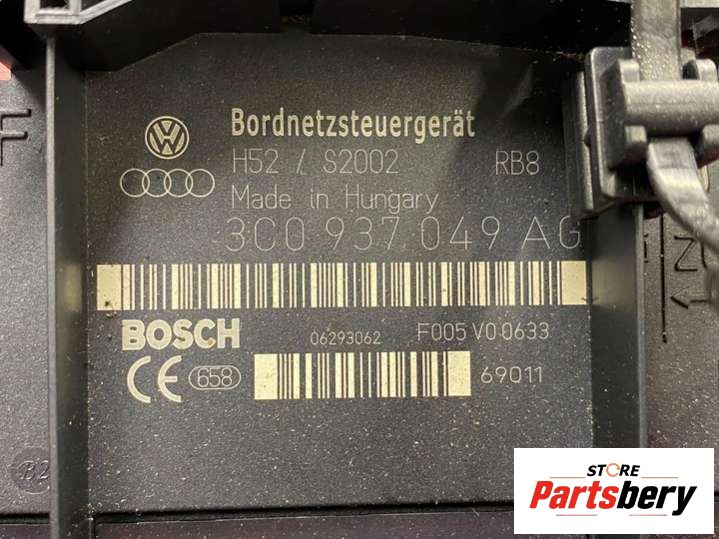 Bordnetzsteuergerät
H52 / S2002 RB8
Made in Hungary
3C0 937 049 AG
BOSCH 06293062 F005 V0 0633
CE 658 69011
F
B2
STORE
Partsbery